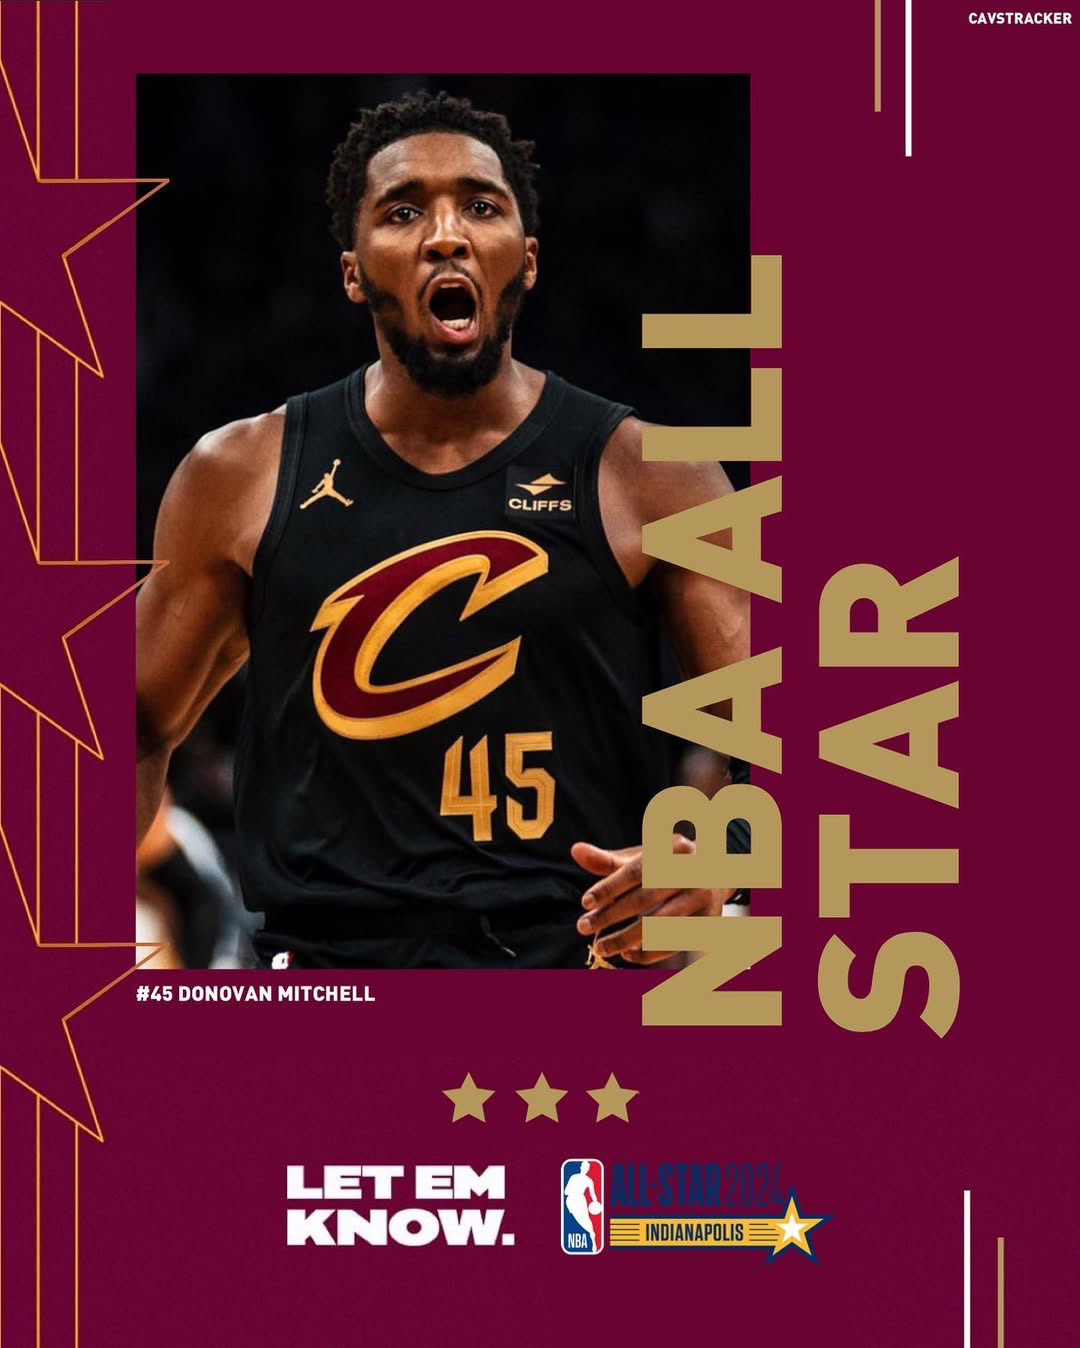 CAVSTRACKER
CLIFFS
45
NBA ALL
STAR
#45 DONOVAN MITCHELL
LET EM
KNOW.
ALL-STAR 2024
NBA
INDIANAPOLIS